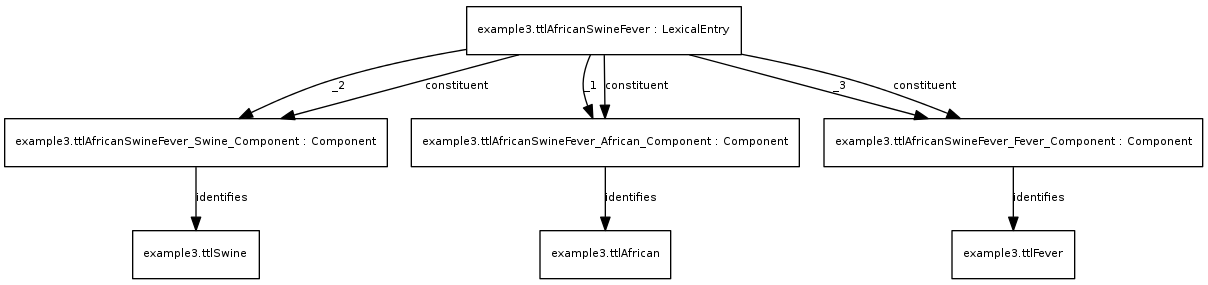 example3.ttlAfricanSwineFever : LexicalEntry
_2
constituent
_1
constituent
_3
constituent
example3.ttlAfricanSwineFever_Swine_Component : Component
example3.ttlAfricanSwineFever_African_Component : Component
example3.ttlAfricanSwineFever_Fever_Component : Component
identifies
identifies
identifies
example3.ttlSwine
example3.ttlAfrican
example3.ttlFever